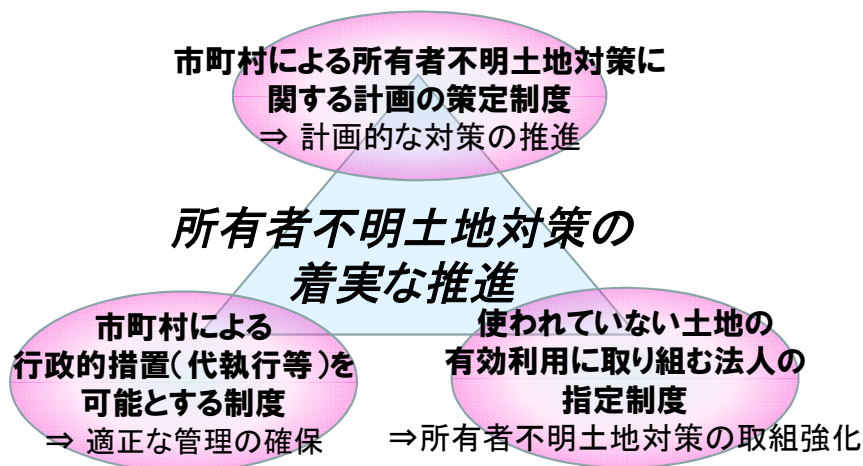 市町村による所有者不明土地対策に
関する計画の策定制度
⇒ 計画的な対策の推進
所有者不明土地対策の
着実な推進
市町村による
行政的措置(代執行等)を
可能とする制度
⇒ 適正な管理の確保
使われていない土地の
有効利用に取り組む法人の
指定制度
⇒所有者不明土地対策の取組強化